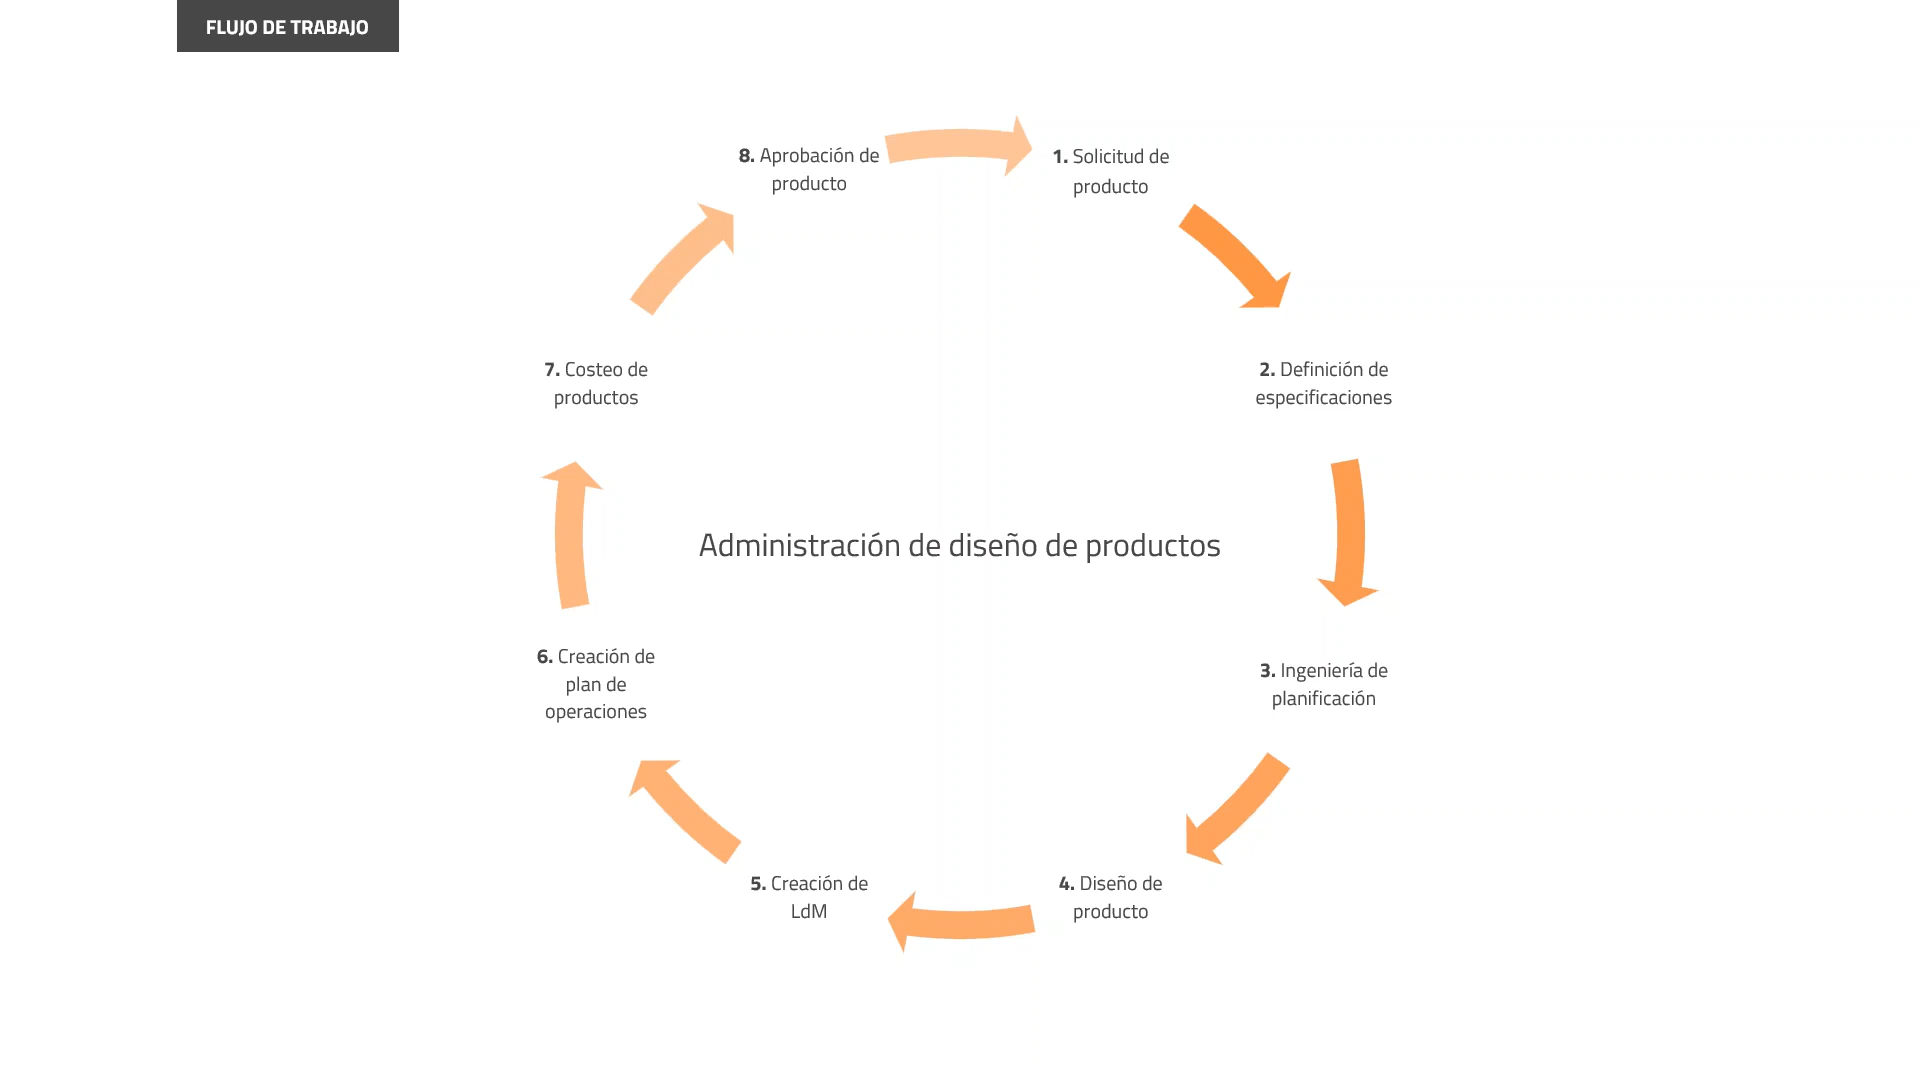 FLUJO DE TRABAJO
1. Solicitud de
producto
2. Definición de
especificaciones
3. Ingeniería de
planificación
4. Diseño de
producto
5. Creación de
LdM
6. Creación de
plan de
operaciones
7. Costeo de
productos
8. Aprobación de
producto
Administración de diseño de productos